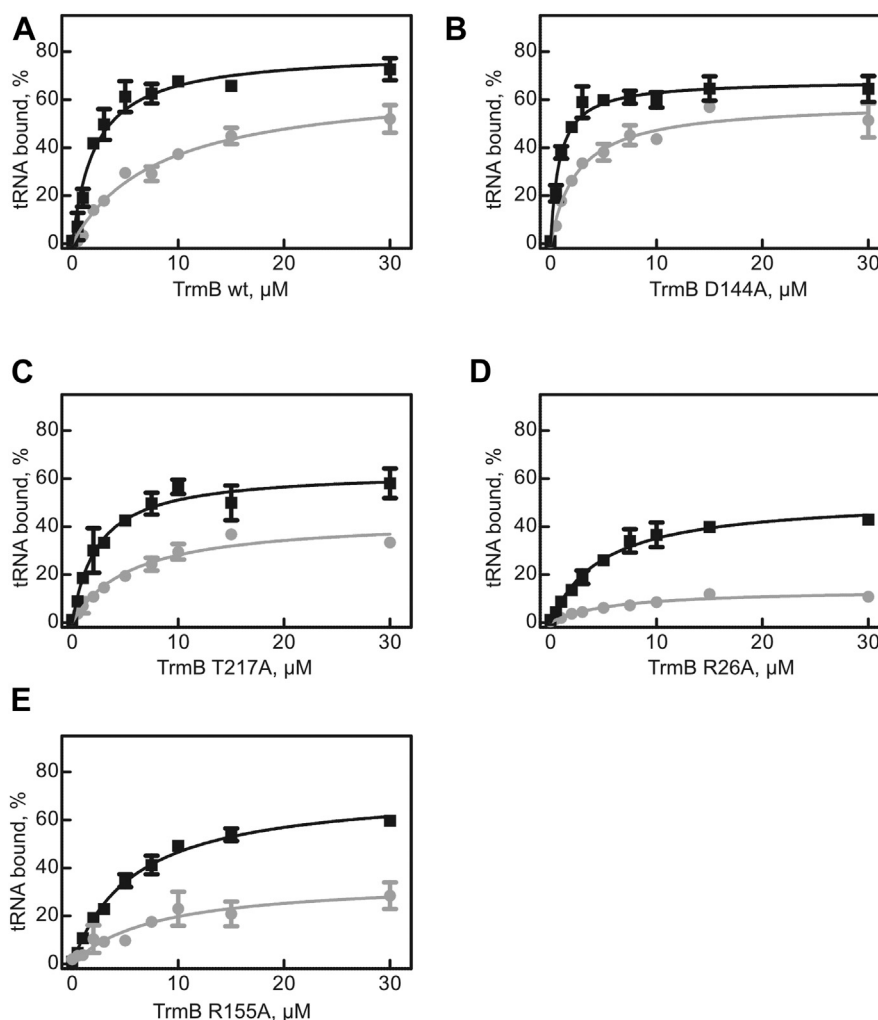 A
B
tRNA bound, %
80
60
40
20
0
0 10 20 30
TrmB wt, µM
tRNA bound, %
80
60
40
20
0
0 10 20 30
TrmB D144A, µM
C
D
tRNA bound, %
80
60
40
20
0
0 10 20 30
TrmB T217A, µM
tRNA bound, %
80
60
40
20
0
0 10 20 30
TrmB R26A, µM
E
tRNA bound, %
80
60
40
20
0
0 10 20 30
TrmB R155A, µM